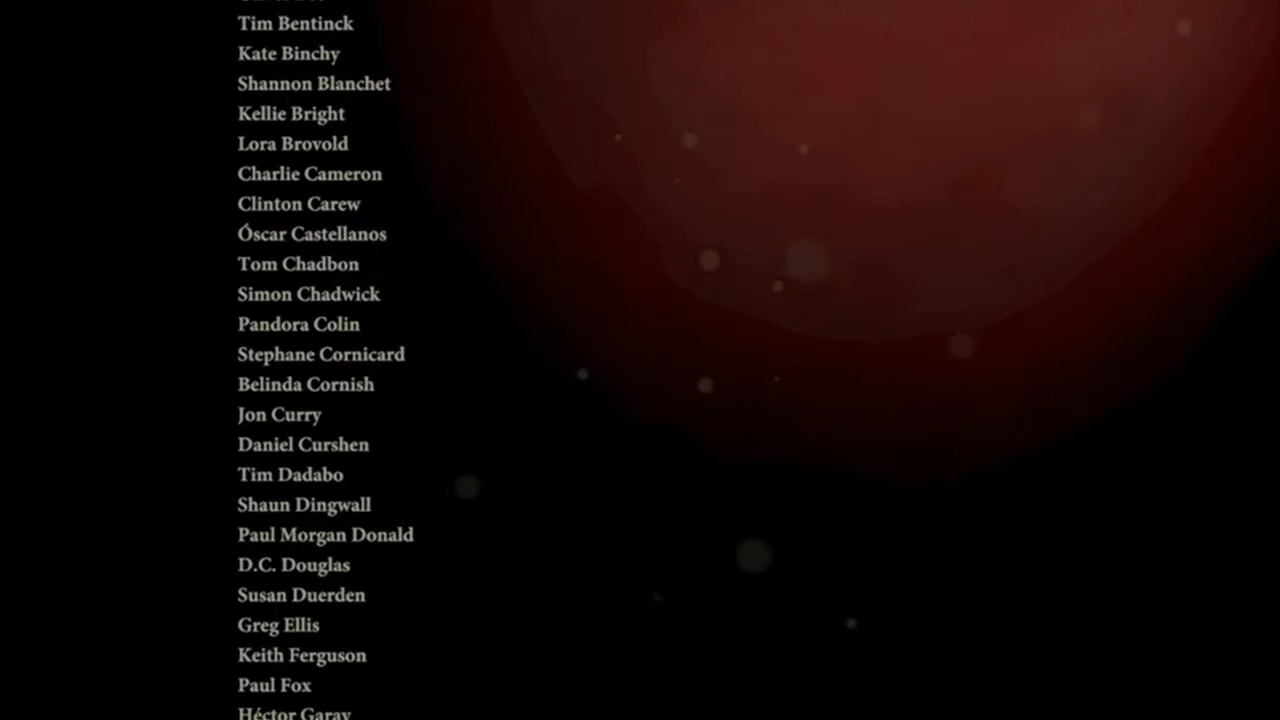 Tim Bentinck
Kate Binchy
Shannon Blanchet
Kellie Bright
Lora Brovold
Charlie Cameron
Clinton Carew
Óscar Castellanos
Tom Chadbon
Simon Chadwick
Pandora Colin
Stephane Cornicard
Belinda Cornish
Jon Curry
Daniel Curshen
Tim Dadabo
Shaun Dingwall
Paul Morgan Donald
D.C. Douglas
Susan Duerden
Greg Ellis
Keith Ferguson
Paul Fox
Héctor Garay